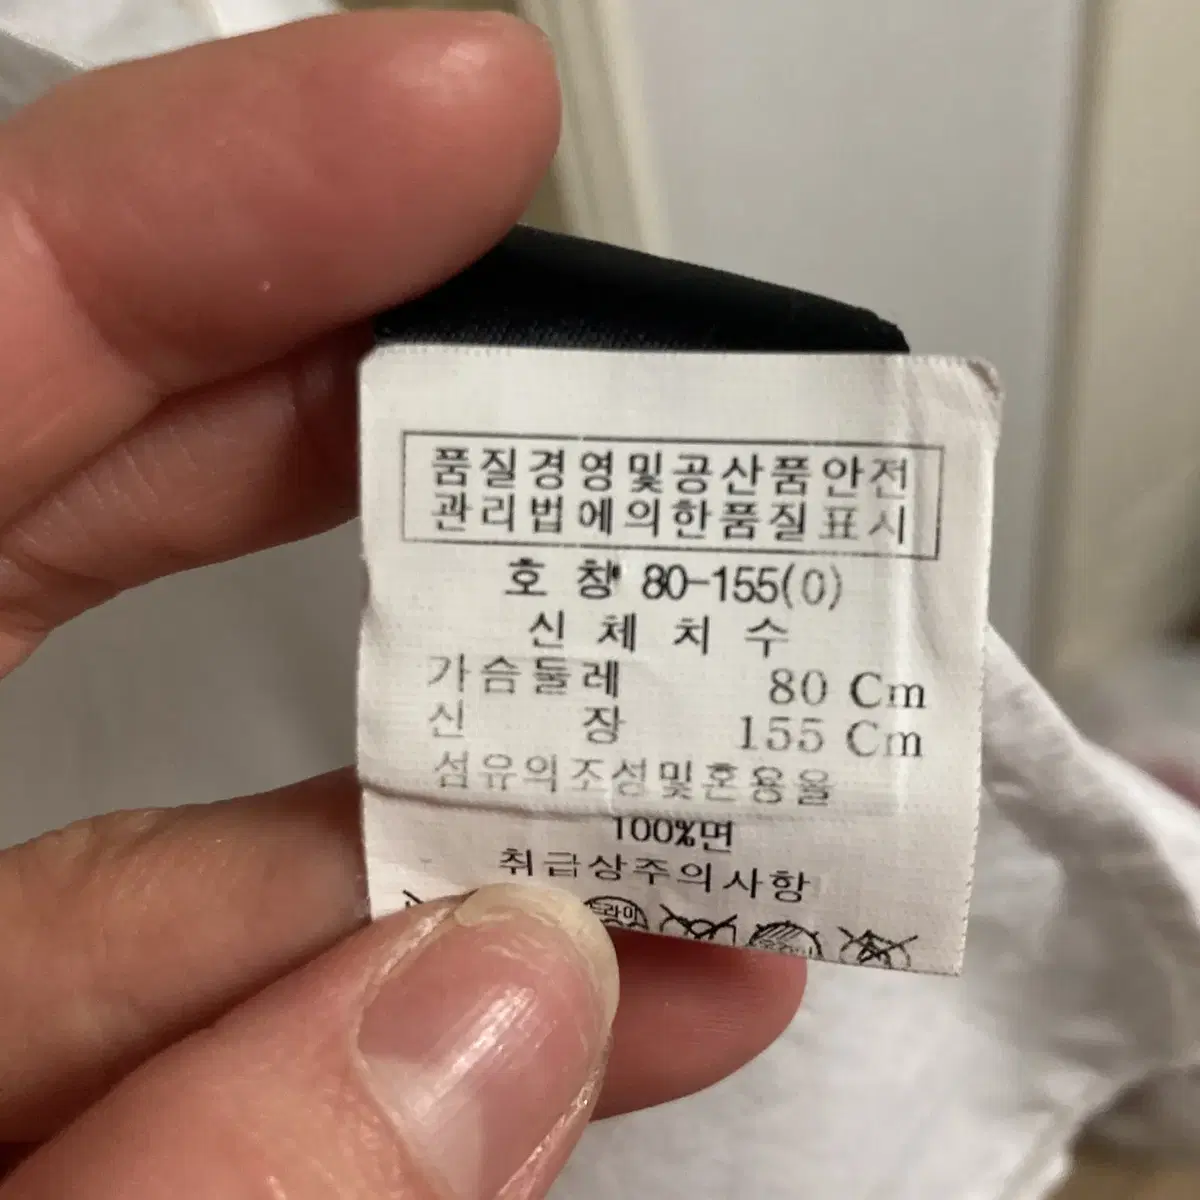 품질경영및공산품안전
관리법에의한품질표시
호 칭 80-155(0)
신 체 치 수
가슴둘레 80 Cm
신 장 155 Cm
섬유의조성및혼용율
100%면
취급상주의사항
드라이